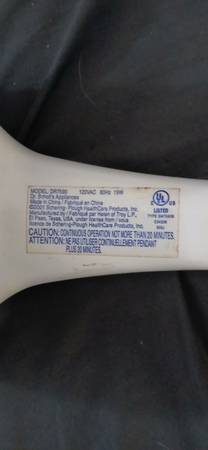 120VAC 60Hz
Dr. Scholl's Appliances
Made in China / Fabriqué en Chine
©2001 Schering-Plough HealthCare Products, Inc.
Manufactured by / Fabriqué par Helen of Troy L.P.
El Paso, Texas, USA, under license from / sous
licence de Schering-Plough HealthCare Products, Inc.
UL
C US
LISTED
CAUTION: CONTINUOUS OPERATION NOT MORE THAN 20 MINUTES.
ATTENTION: NE PAS UTILISER CONTINUELLEMENT PENDANT
PLUS 20 MINUTES.